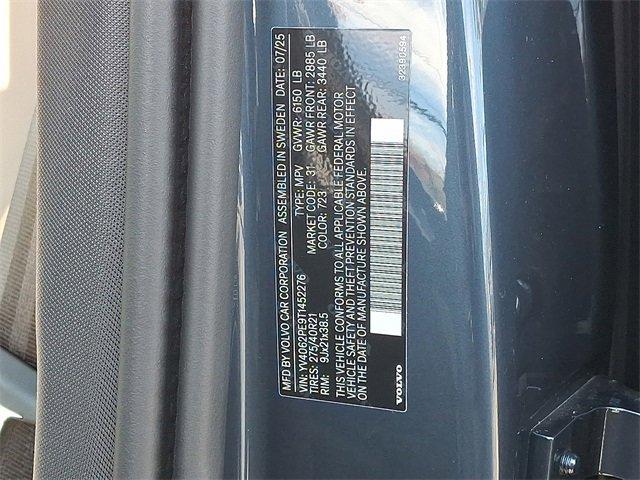 MFD BY VOLVO CAR CORPORATION ASSEMBLED IN SWEDEN DATE: 07/25
VIN: YV4062PE9T1452276 TYPE: MPV GVWR: 6150 LB
TIRES: 275/40R21 MARKET CODE: 31 GAWR FRONT: 2885 LB
RIM: 9Jx21x38.5 COLOR: 723 GAWR REAR: 3440 LB
THIS VEHICLE CONFORMS TO ALL APPLICABLE FEDERAL MOTOR
VEHICLE SAFETY AND THEFT PREVENTION STANDARDS IN EFFECT
ON THE DATE OF MANUFACTURE SHOWN ABOVE.
VOLVO 32390594